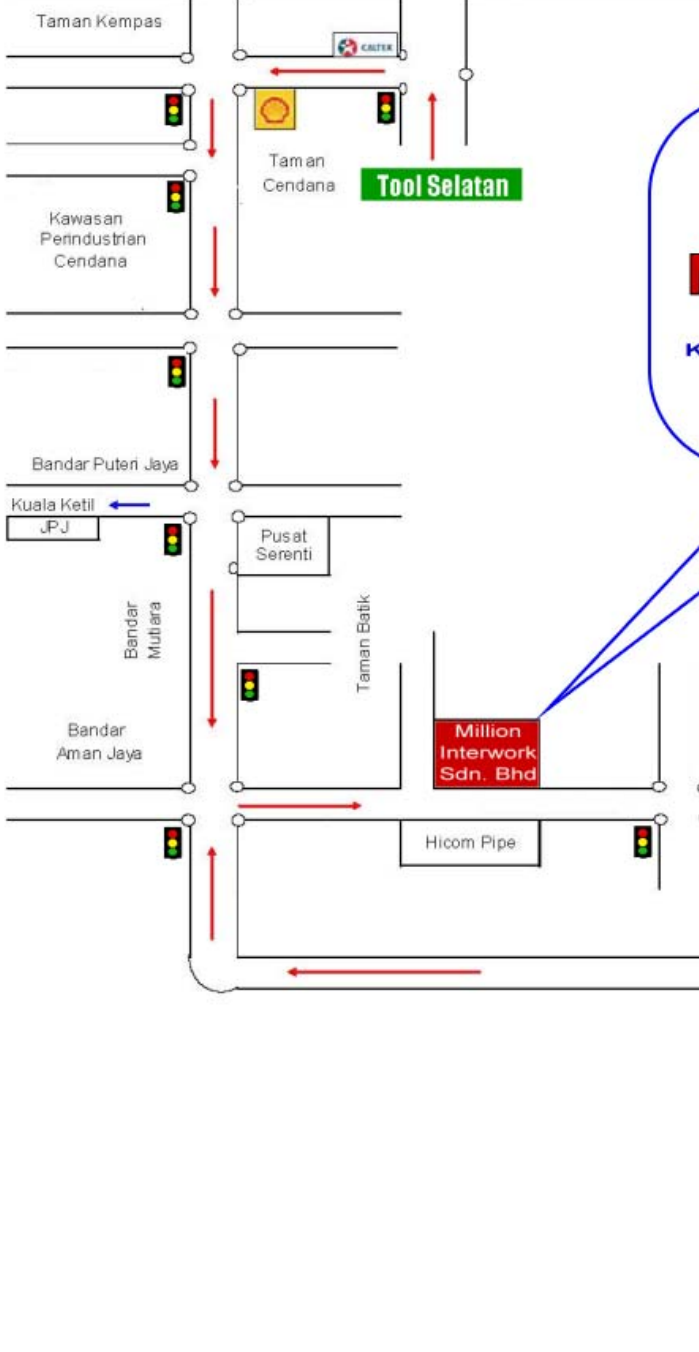 Taman Kempas
CALTEX
Taman
Cendana
Tool Selatan
Kawasan
Perindustrian
Cendana
Bandar Puteri Jaya
Kuala Ketil
JPJ
Pusat
Serenti
Bandar
Mutiara
Taman Batik
Bandar
Aman Jaya
Million
Interwork
Sdn. Bhd
Hicom Pipe
K